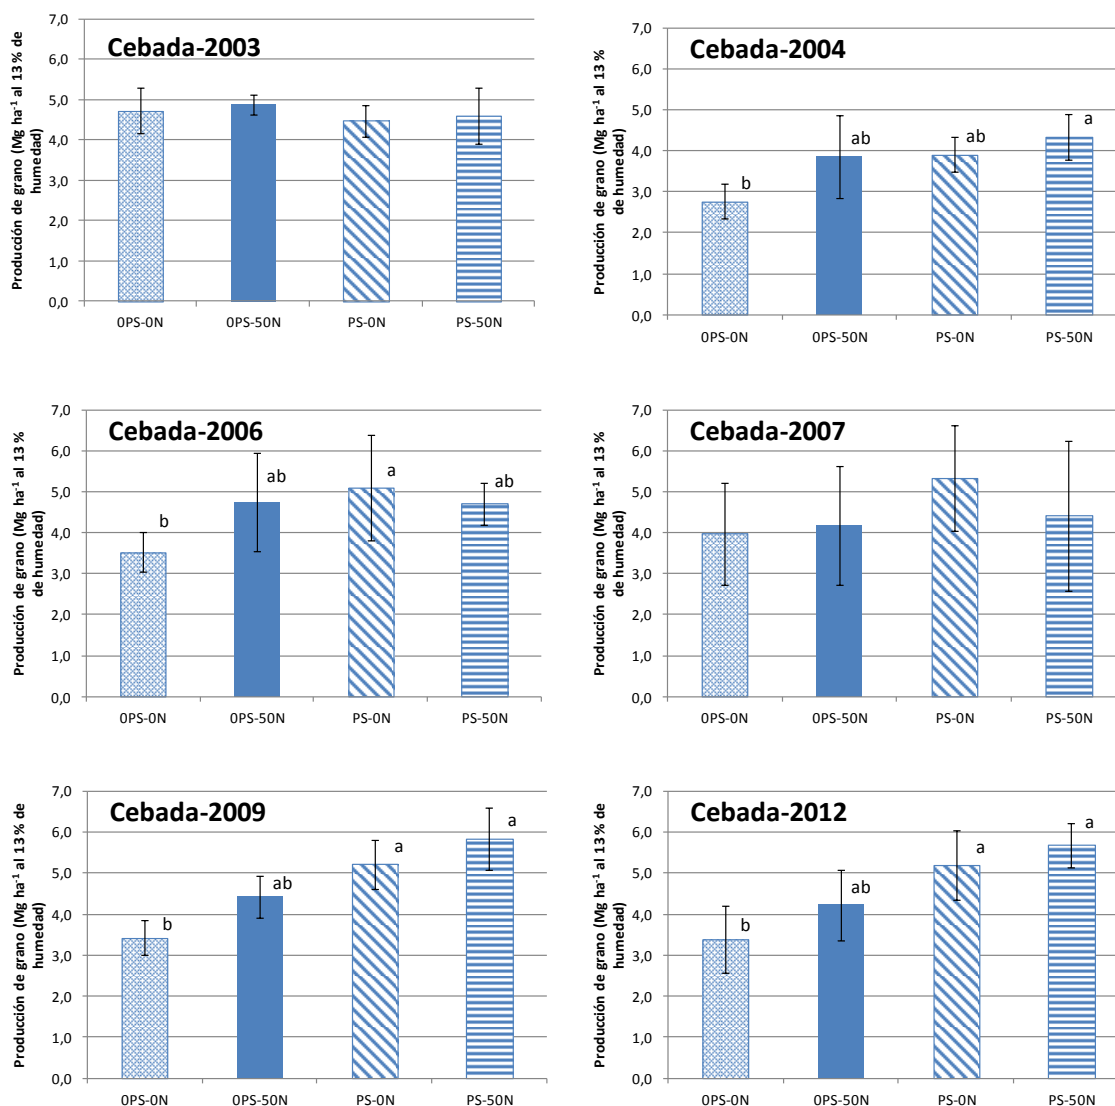 Cebada-2003
Producción de grano (Mg ha⁻¹ al 13% de
humedad)
7,0
6,0
5,0
4,0
3,0
2,0
1,0
0,0
0PS-0N 0PS-50N PS-0N PS-50N
Cebada-2004
Producción de grano (Mg ha⁻¹ al 13 %
de humedad)
7,0
6,0
5,0
4,0
3,0
2,0
1,0
0,0
b ab ab a
0PS-0N 0PS-50N PS-0N PS-50N
Cebada-2006
Producción de grano (Mg ha⁻¹ al 13 %
de humedad)
7,0
6,0
5,0
4,0
3,0
2,0
1,0
0,0
b ab a ab
0PS-0N 0PS-50N PS-0N PS-50N
Cebada-2007
Producción de grano (Mg ha⁻¹ al 13 %
de humedad)
7,0
6,0
5,0
4,0
3,0
2,0
1,0
0,0
0PS-0N 0PS-50N PS-0N PS-50N
Cebada-2009
Producción de grano (Mg ha⁻¹ al 13% de
humedad)
7,0
6,0
5,0
4,0
3,0
2,0
1,0
0,0
b ab a a
0PS-0N 0PS-50N PS-0N PS-50N
Cebada-2012
Producción de grano (Mg ha⁻¹ al 13% de
humedad)
7,0
6,0
5,0
4,0
3,0
2,0
1,0
0,0
b ab a a
0PS-0N 0PS-50N PS-0N PS-50N